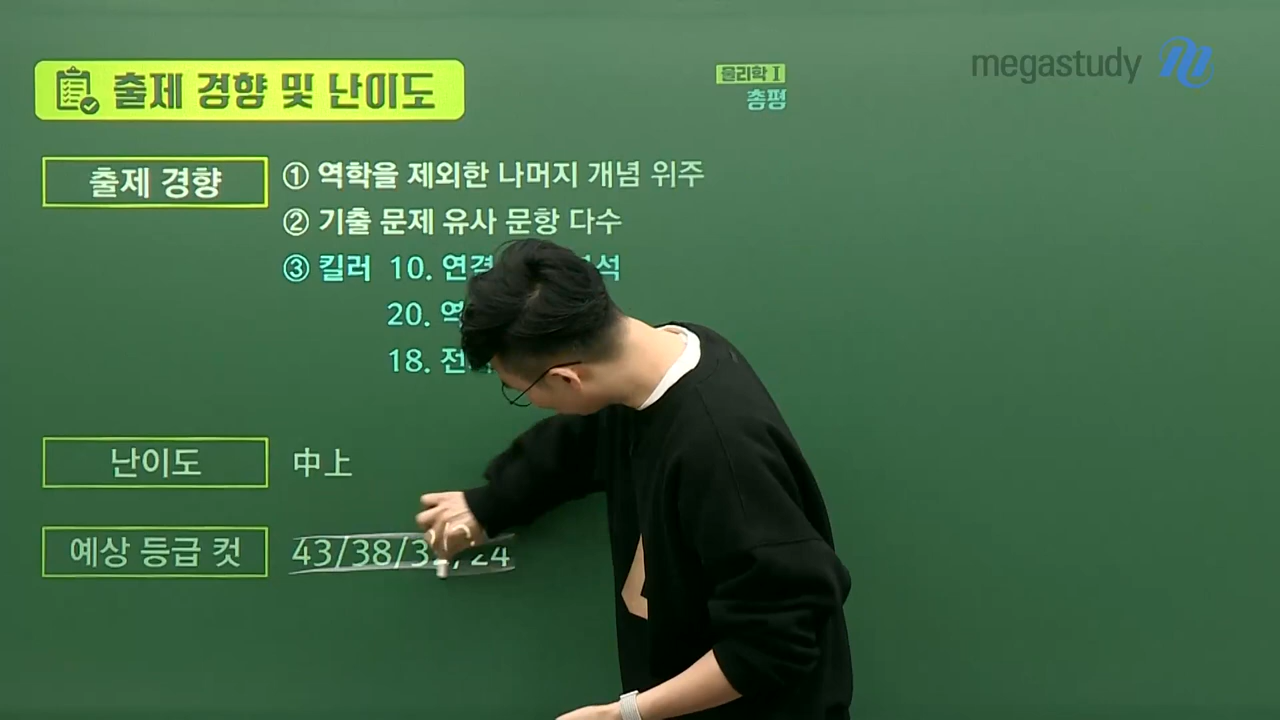 megastudy
출제 경향 및 난이도
물리학 I
총평
출제 경향
① 역학을 제외한 나머지 개념 위주
② 기출 문제 유사 문항 다수
③ 킬러 10.
20.
18.
난이도
中上
예상 등급 컷
43/38/
24